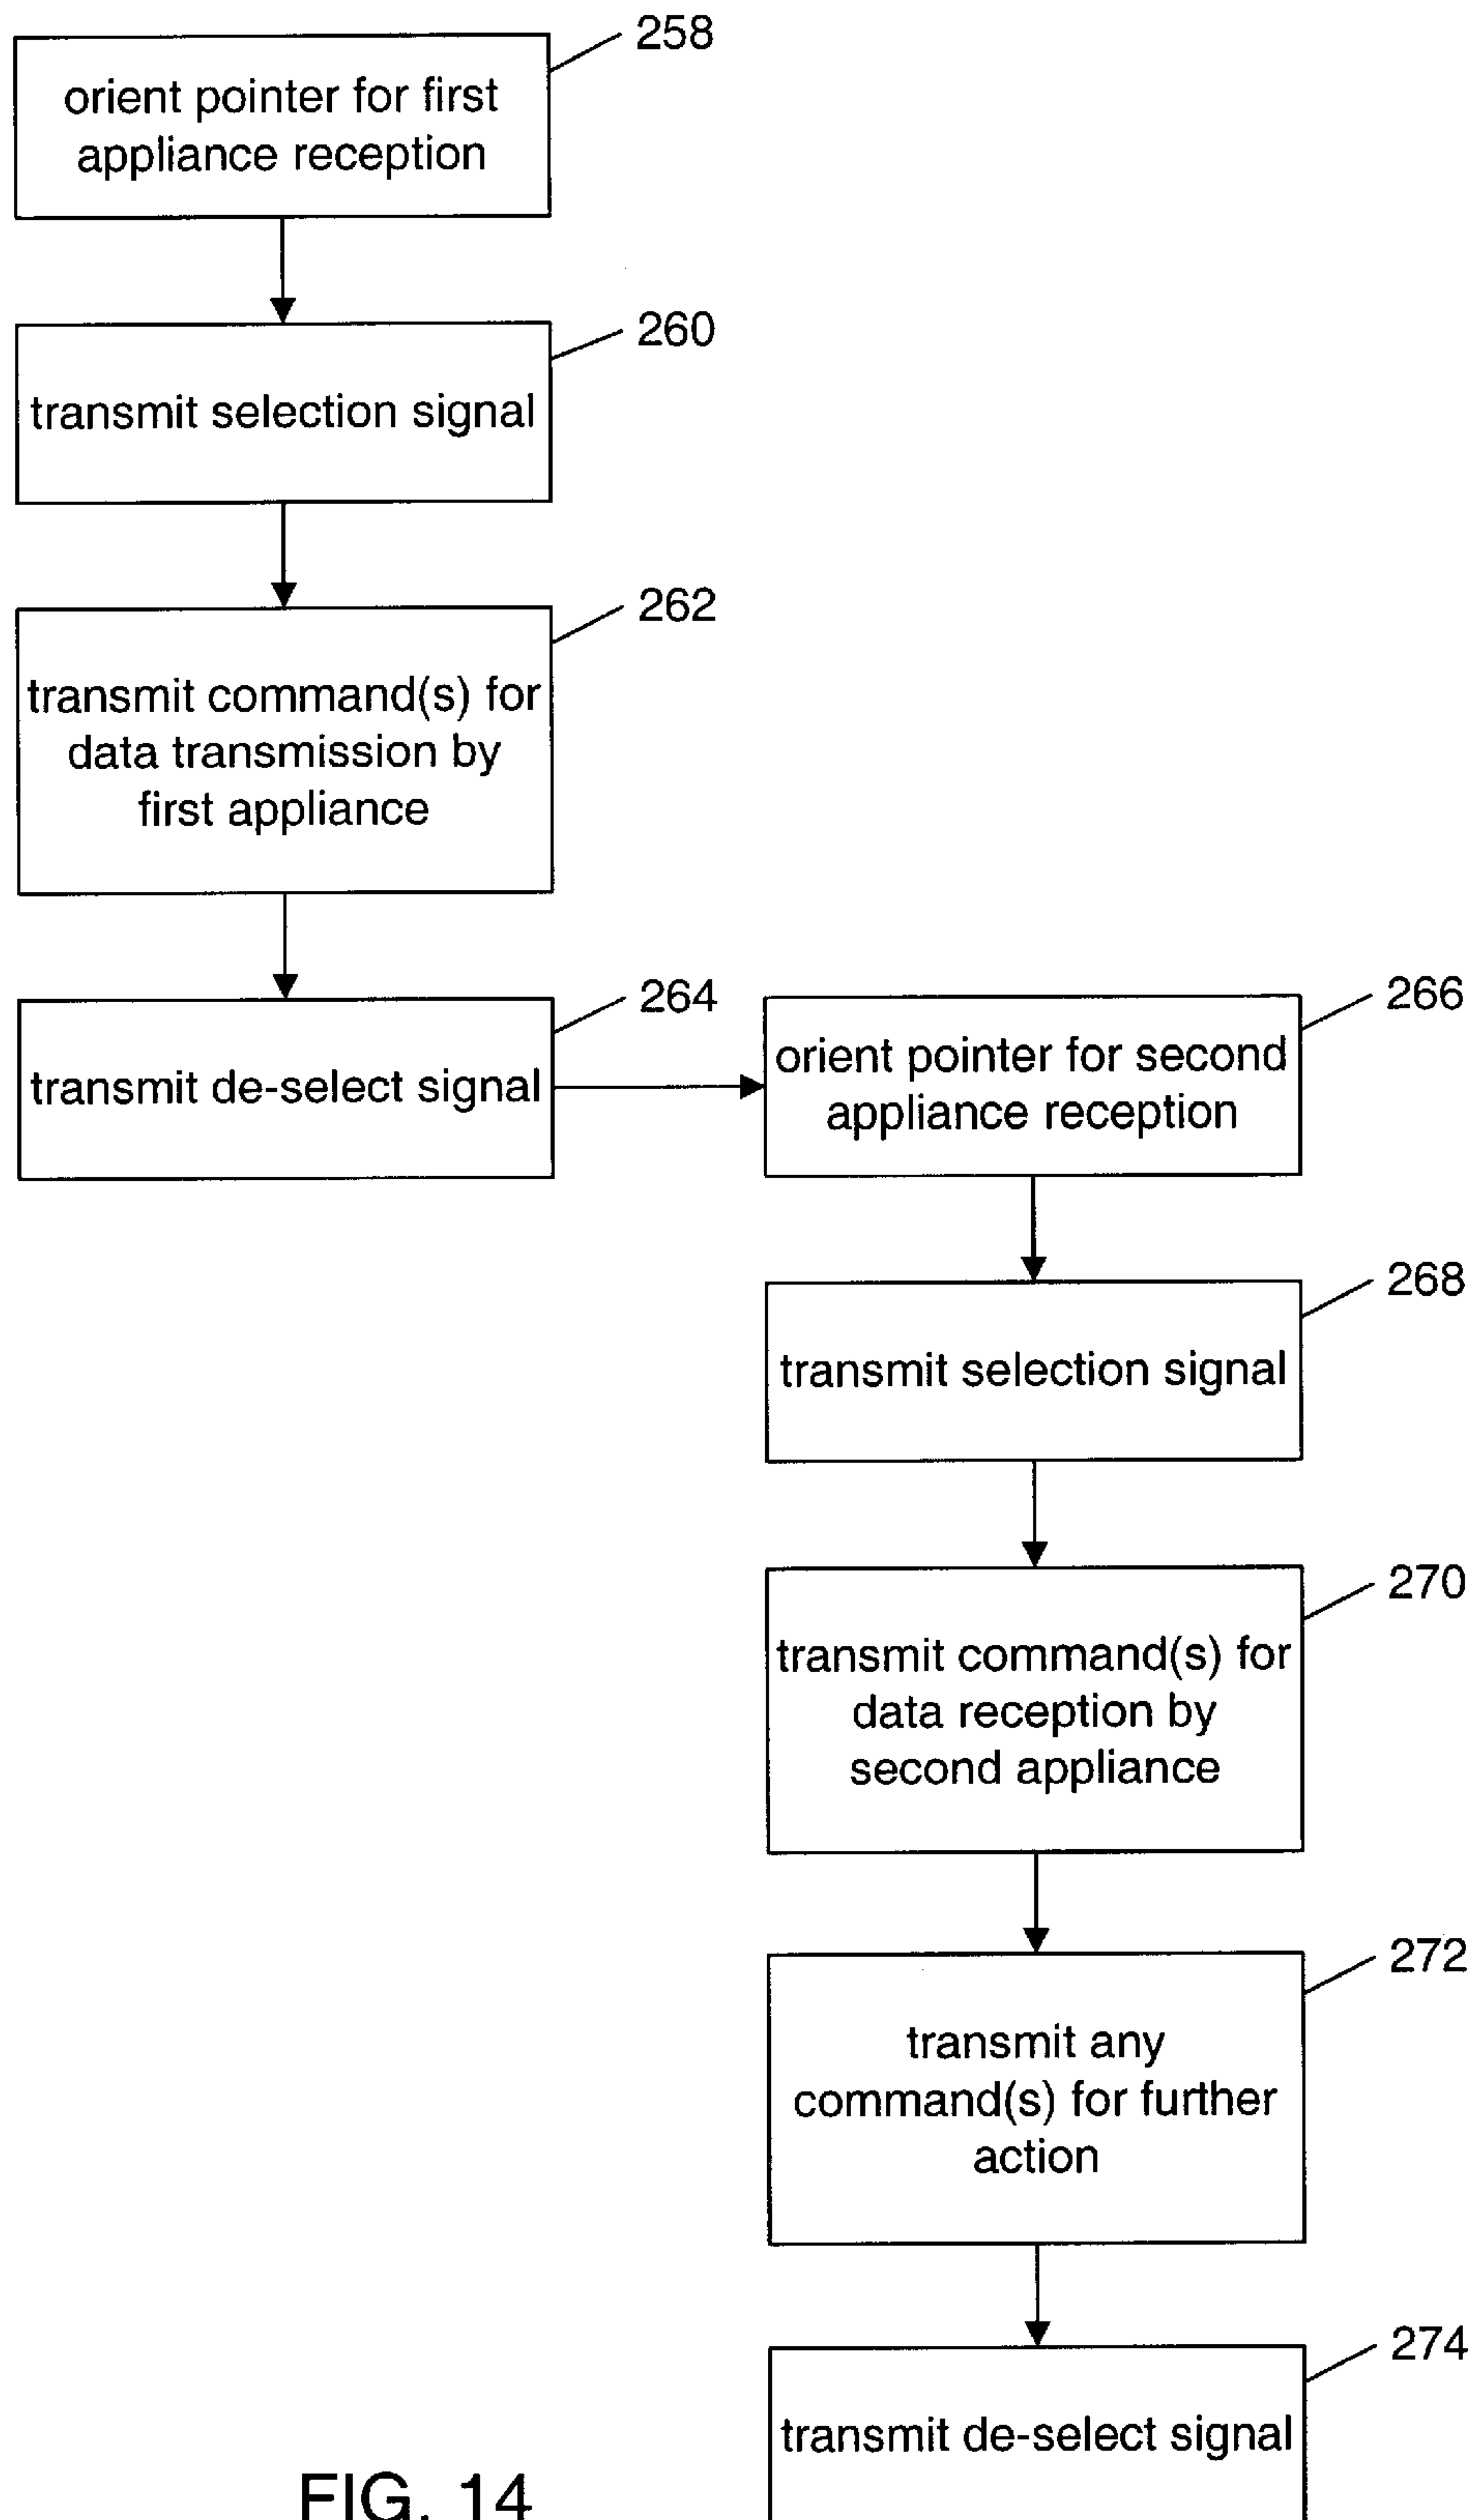 258
orient pointer for first
appliance reception
260
transmit selection signal
262
transmit command(s) for
data transmission by
first appliance
264
transmit de-select signal
266
orient pointer for second
appliance reception
268
transmit selection signal
270
transmit command(s) for
data reception by
second appliance
272
transmit any
command(s) for further
action
274
transmit de-select signal
FIG. 14